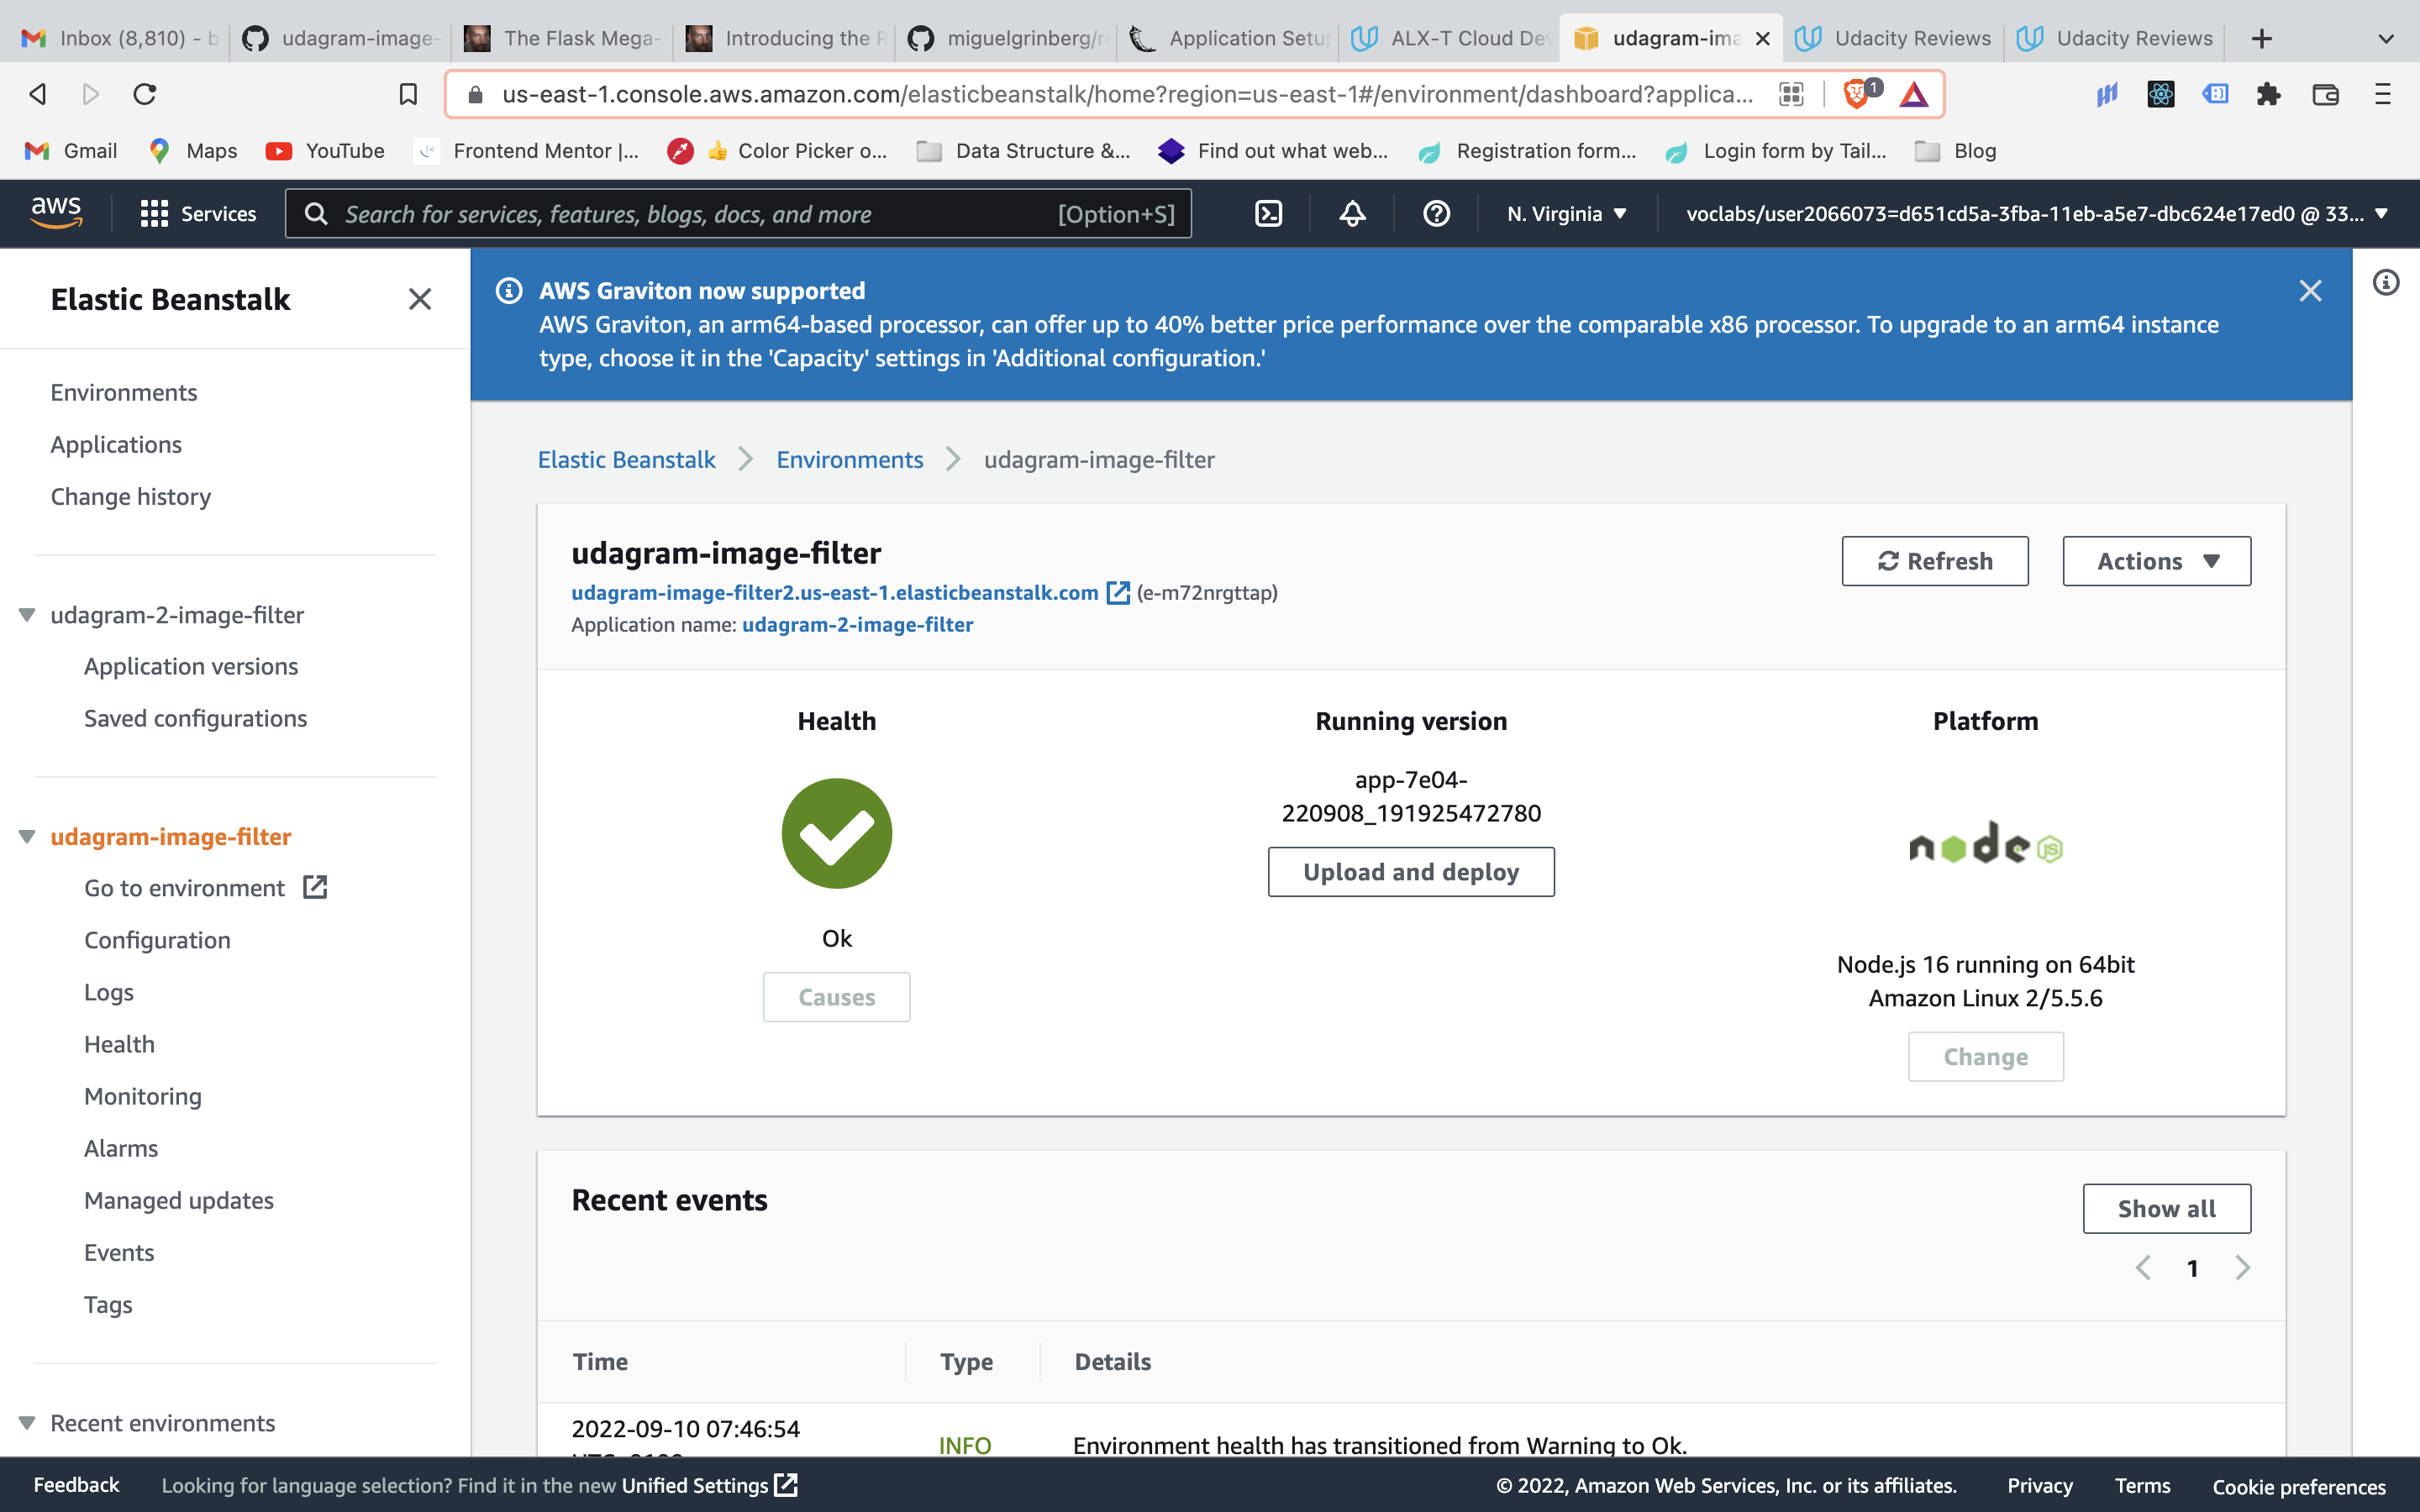 Inbox (8,810) - b
udagram-image-
The Flask Mega-
Introducing the R
miguelgrinberg/r
Application Setu
ALX-T Cloud Dev
udagram-ima
Udacity Reviews
Udacity Reviews
us-east-1.console.aws.amazon.com/elasticbeanstalk/home?region=us-east-1#/environment/dashboard?applica...
1
Gmail
Maps
YouTube
Frontend Mentor |...
Color Picker o...
Data Structure &...
Find out what web...
Registration form...
Login form by Tail...
Blog
aws
Services
Search for services, features, blogs, docs, and more
[Option+S]
N. Virginia
voclabs/user2066073=d651cd5a-3fba-11eb-a5e7-dbc624e17ed0 @ 33...
Elastic Beanstalk
Environments
Applications
Change history
udagram-2-image-filter
Application versions
Saved configurations
udagram-image-filter
Go to environment
Configuration
Logs
Health
Monitoring
Alarms
Managed updates
Events
Tags
Recent environments
AWS Graviton now supported
AWS Graviton, an arm64-based processor, can offer up to 40% better price performance over the comparable x86 processor. To upgrade to an arm64 instance
type, choose it in the 'Capacity' settings in 'Additional configuration.'
Elastic Beanstalk
Environments
udagram-image-filter
udagram-image-filter
udagram-image-filter2.us-east-1.elasticbeanstalk.com (e-m72nrgttap)
Application name: udagram-2-image-filter
Refresh
Actions
Health
Ok
Causes
Running version
app-7e04-
220908_191925472780
Upload and deploy
Platform
node JS
Node.js 16 running on 64bit
Amazon Linux 2/5.5.6
Change
Recent events
Show all
1
Time
Type
Details
2022-09-10 07:46:54
INFO
Environment health has transitioned from Warning to Ok.
Feedback
Looking for language selection? Find it in the new Unified Settings
© 2022, Amazon Web Services, Inc. or its affiliates.
Privacy
Terms
Cookie preferences